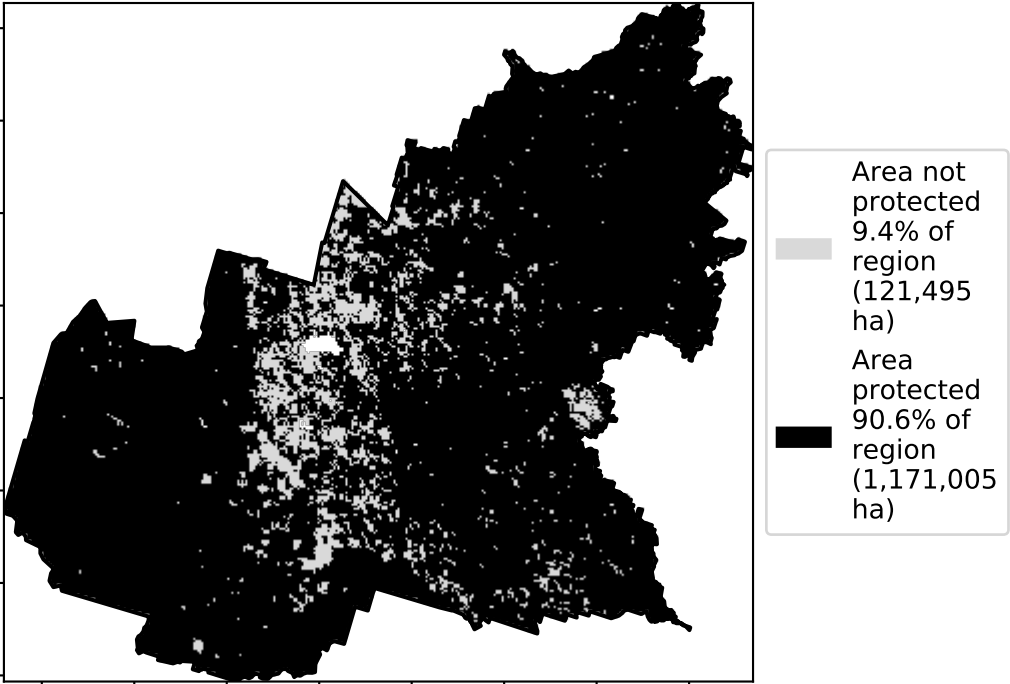 Area not
protected
9.4% of
region
(121,495
ha)
Area
protected
90.6% of
region
(1,171,005
ha)